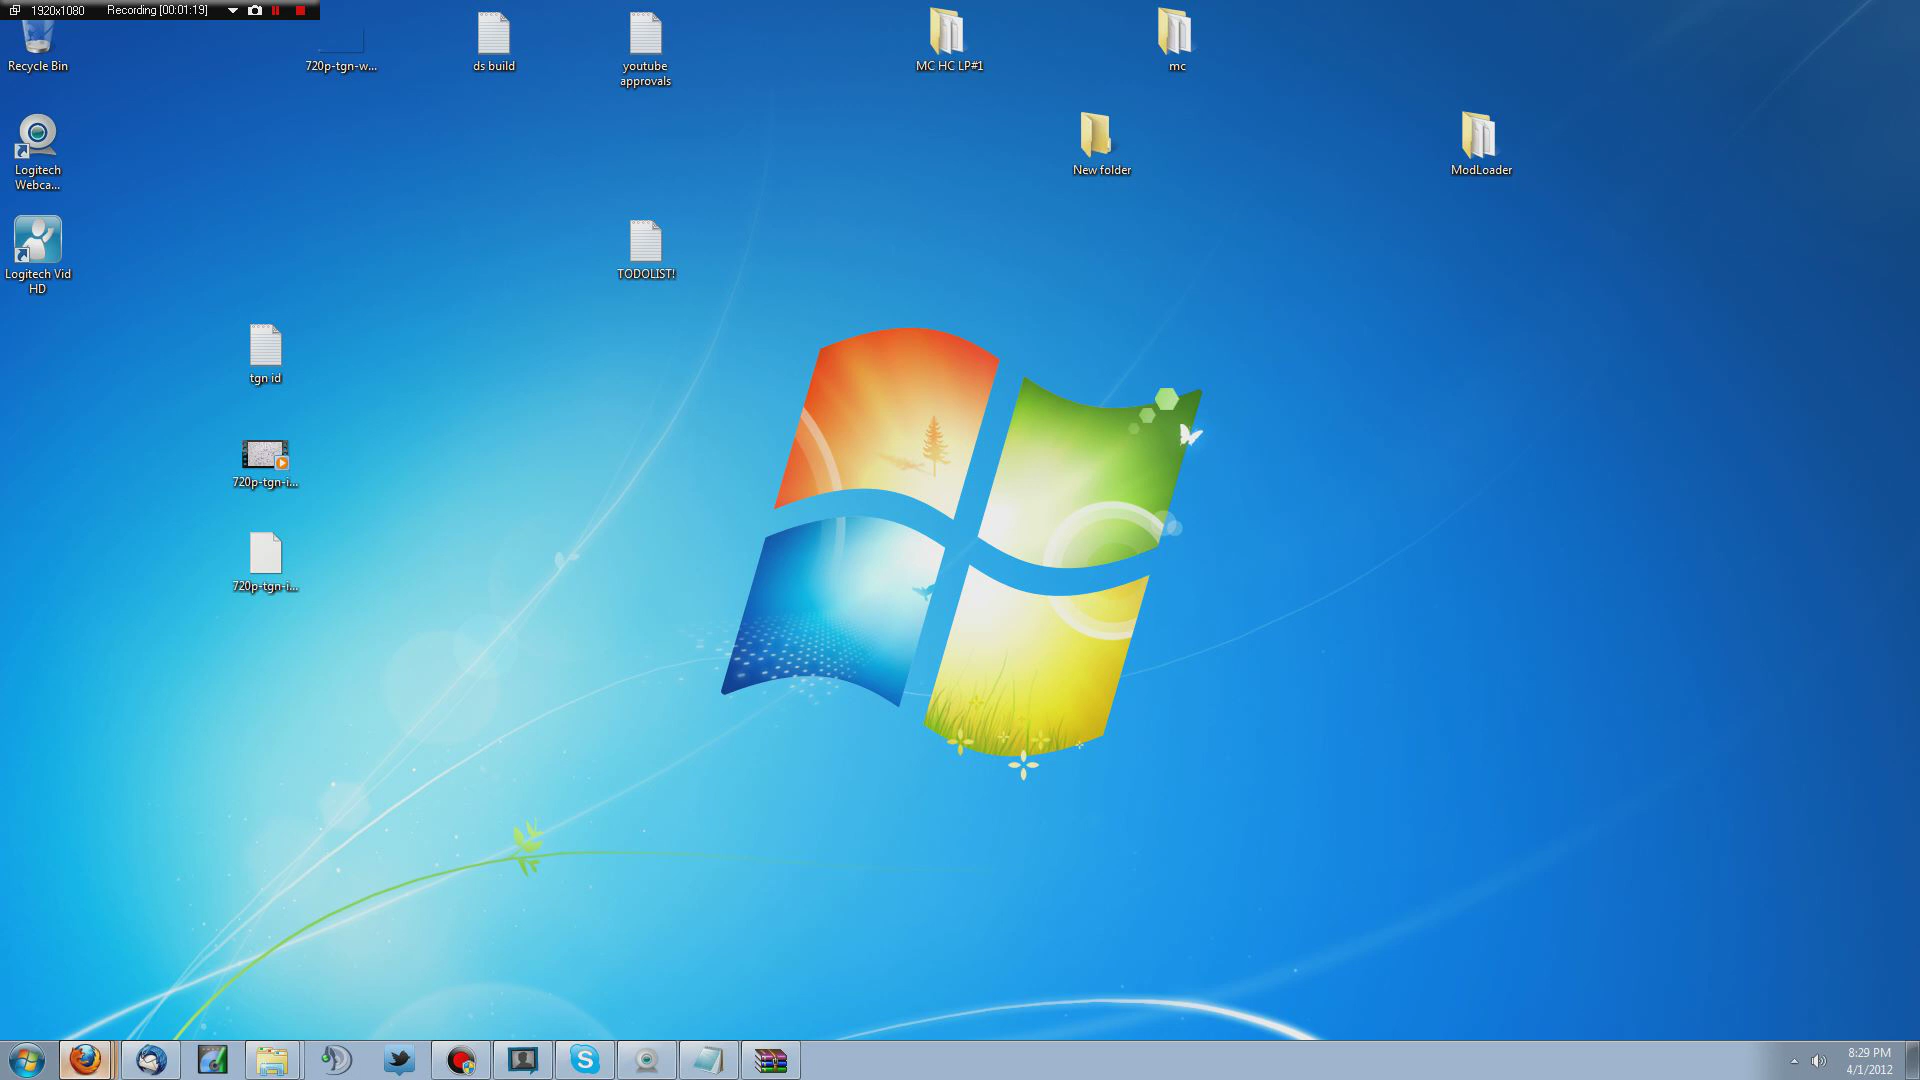 1920x1080 Recording [00:01:19]
Recycle Bin
720p-tgn-w...
ds build
youtube
approvals
MC HC LP#1
mc
Logitech
Webca...
New folder
ModLoader
Logitech Vid
HD
TODOLIST!
tgn id
720p-tgn-i...
720p-tgn-i...
8:29 PM
4/1/2012